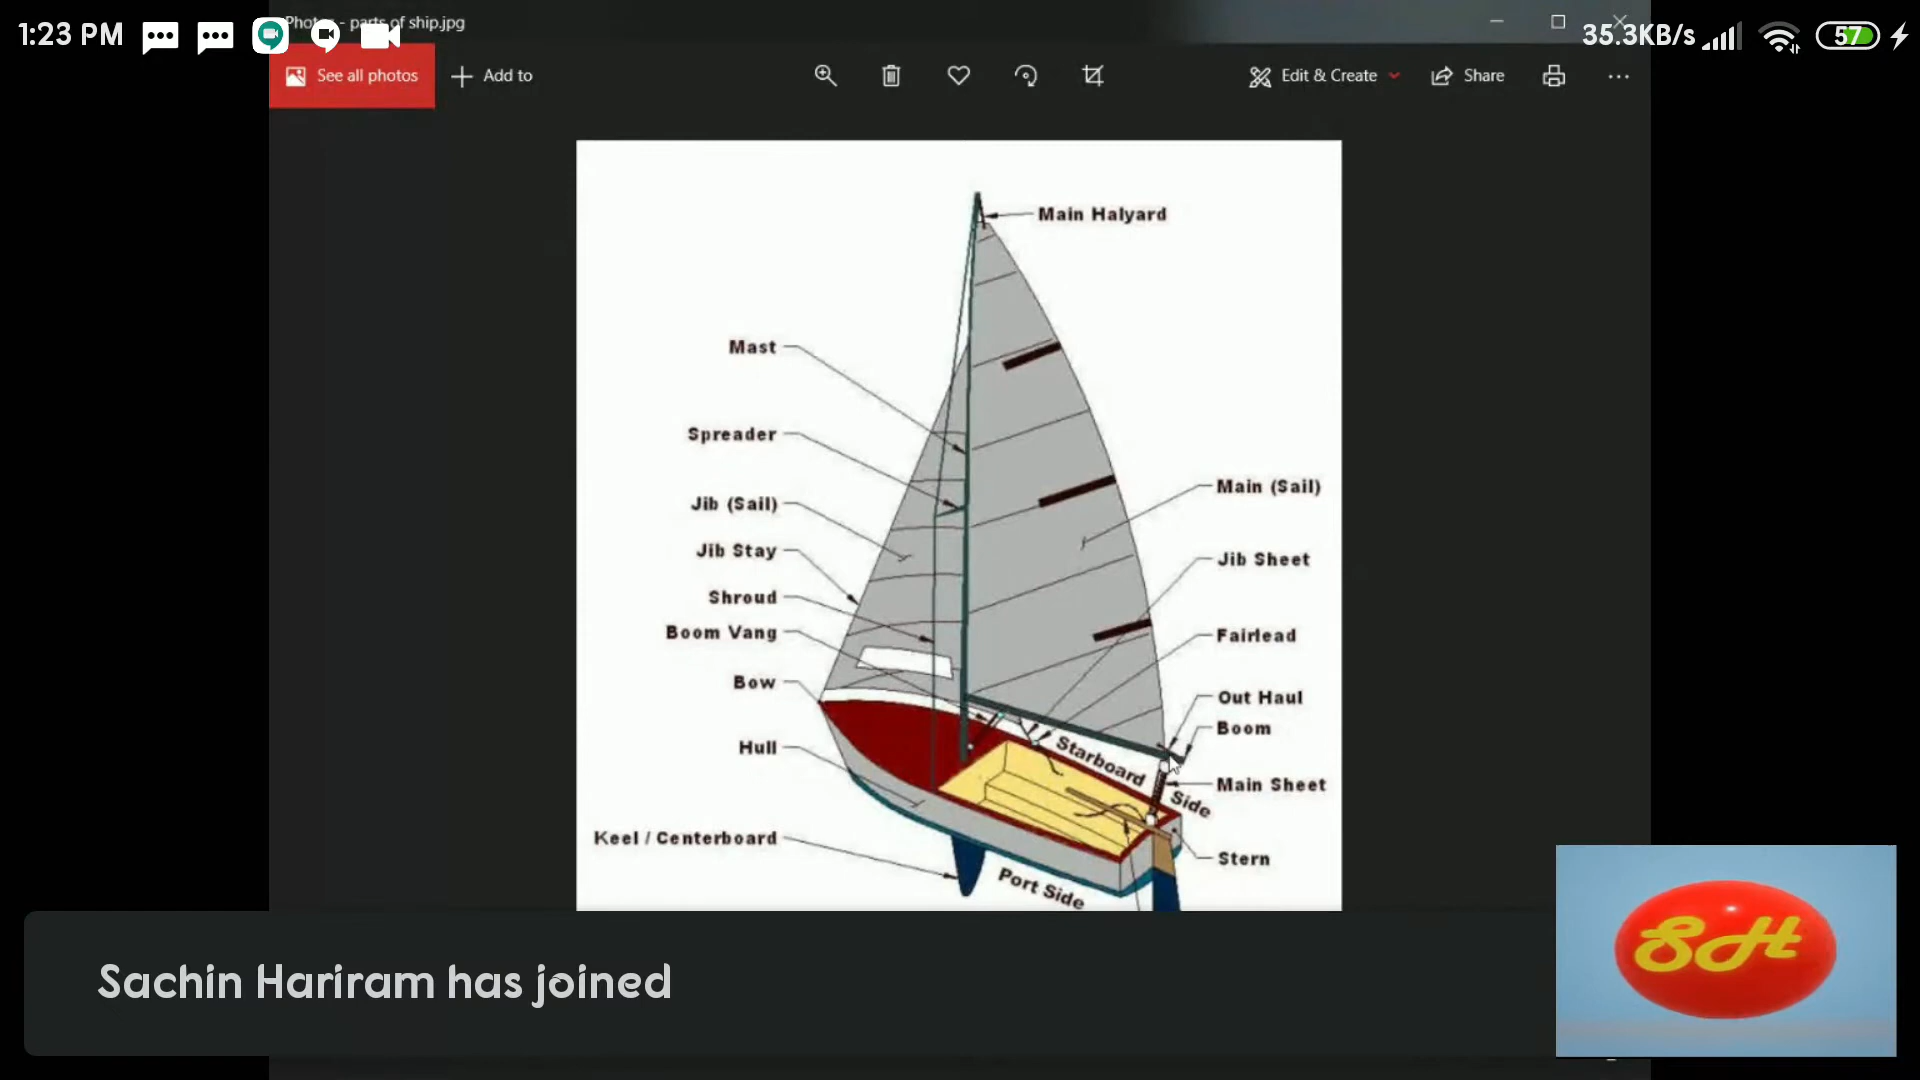 Photos - parts of ship.jpg
1:23 PM
35.3KB/s
57
See all photos
Add to
Edit & Create
Share
Main Halyard
Mast
Spreader
Main (Sail)
Jib (Sail)
Jib Stay
Jib Sheet
Shroud
Boom Vang
Fairlead
Bow
Out Haul
Boom
Hull
Starboard Side
Main Sheet
Keel / Centerboard
Stern
Port Side
Sachin Hariram has joined
SH